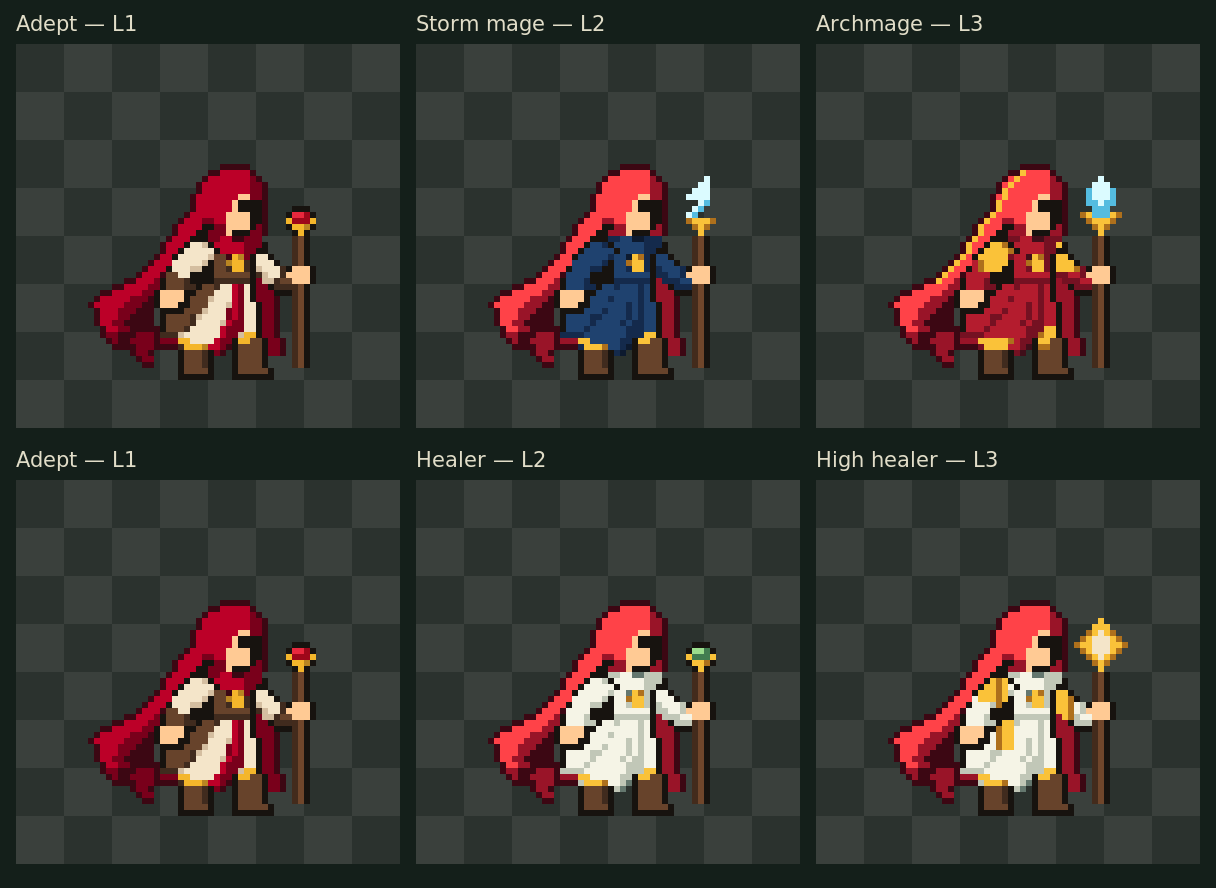 Adept — L1
Storm mage — L2
Archmage — L3
Adept — L1
Healer — L2
High healer — L3